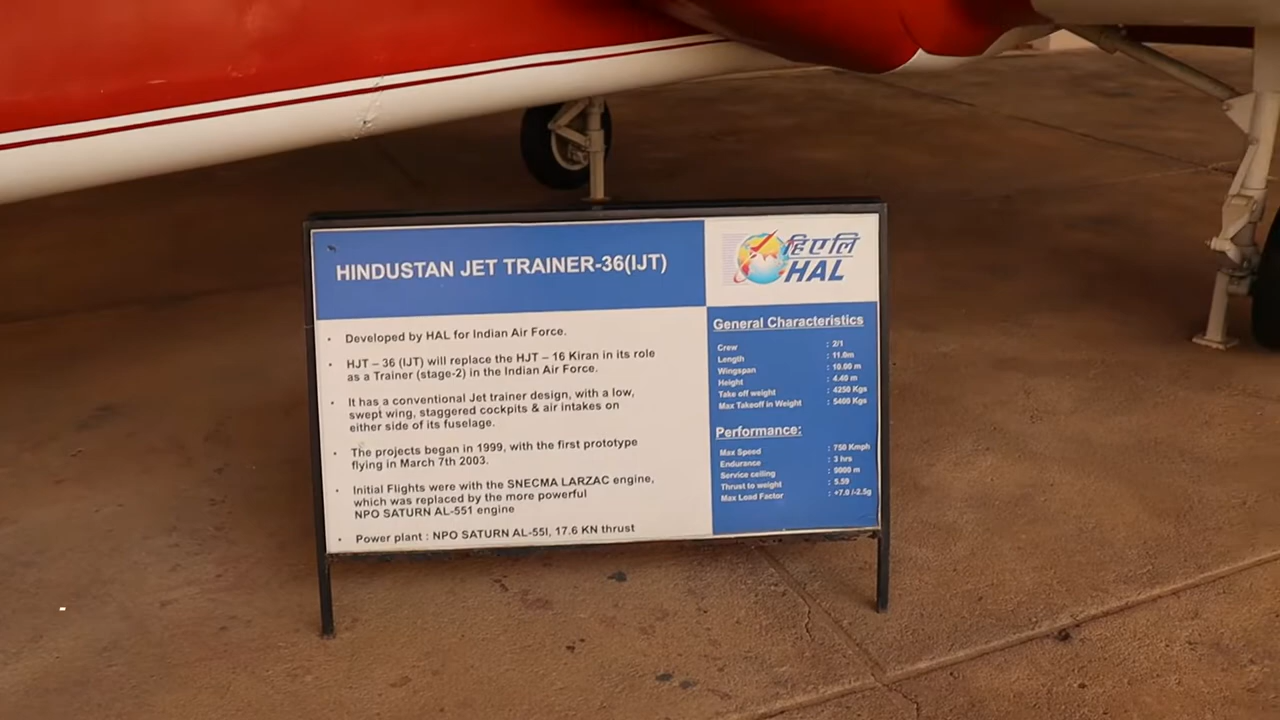 HINDUSTAN JET TRAINER-36(IJT)
हिएलि
HAL
• Developed by HAL for Indian Air Force.
• HJT – 36 (IJT) will replace the HJT – 16 Kiran in its role
as a Trainer (stage-2) in the Indian Air Force.
• It has a conventional Jet trainer design, with a low,
swept wing, staggered cockpits & air intakes on
either side of its fuselage.
• The projects began in 1999, with the first prototype
flying in March 7th 2003.
• Initial Flights were with the SNECMA LARZAC engine,
which was replaced by the more powerful
NPO SATURN AL-551 engine
• Power plant : NPO SATURN AL-55I, 17.6 KN thrust
General Characteristics
Crew : 2/1
Length : 11.0m
Wingspan : 10.00 m
Height : 4.40 m
Take off weight : 4250 Kgs
Max Takeoff in Weight : 5400 Kgs
Performance:
Max Speed : 750 Kmph
Endurance : 3 hrs
Service ceiling : 9000 m
Thrust to weight : 5.59
Max Load Factor : +7.0 /-2.5g